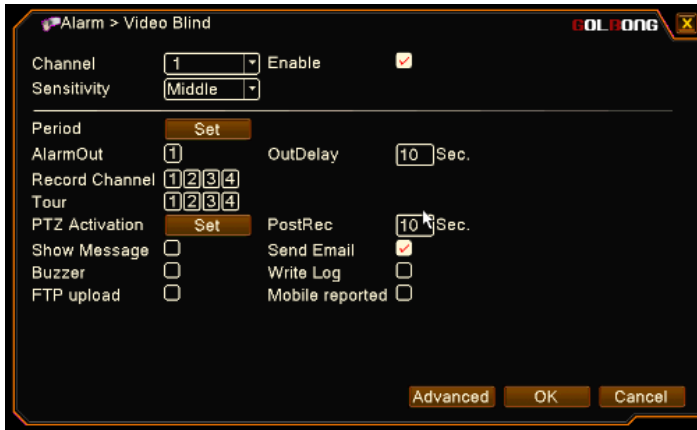 Alarm > Video Blind GOLBONG X
Channel 1 Enable
Sensitivity Middle
Period Set
AlarmOut 1 OutDelay 10 Sec.
Record Channel 1 2 3 4
Tour 1 2 3 4
PTZ Activation Set PostRec 10 Sec.
Show Message Send Email
Buzzer Write Log
FTP upload Mobile reported
Advanced OK Cancel